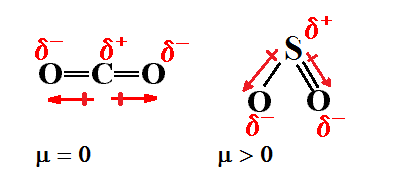 δ⁻ δ⁺ δ⁻
O=C=O
μ = 0
δ⁺
S
O O
δ⁻ δ⁻
μ > 0